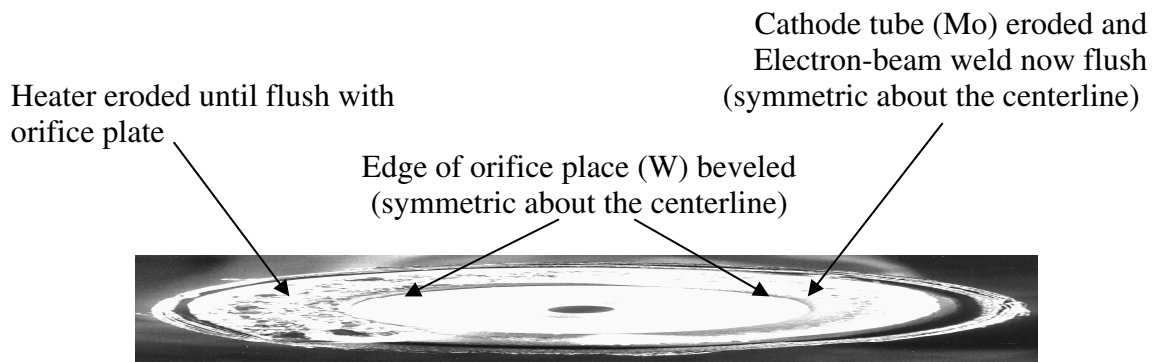 Cathode tube (Mo) eroded and
Electron-beam weld now flush
(symmetric about the centerline)
Heater eroded until flush with
orifice plate
Edge of orifice place (W) beveled
(symmetric about the centerline)